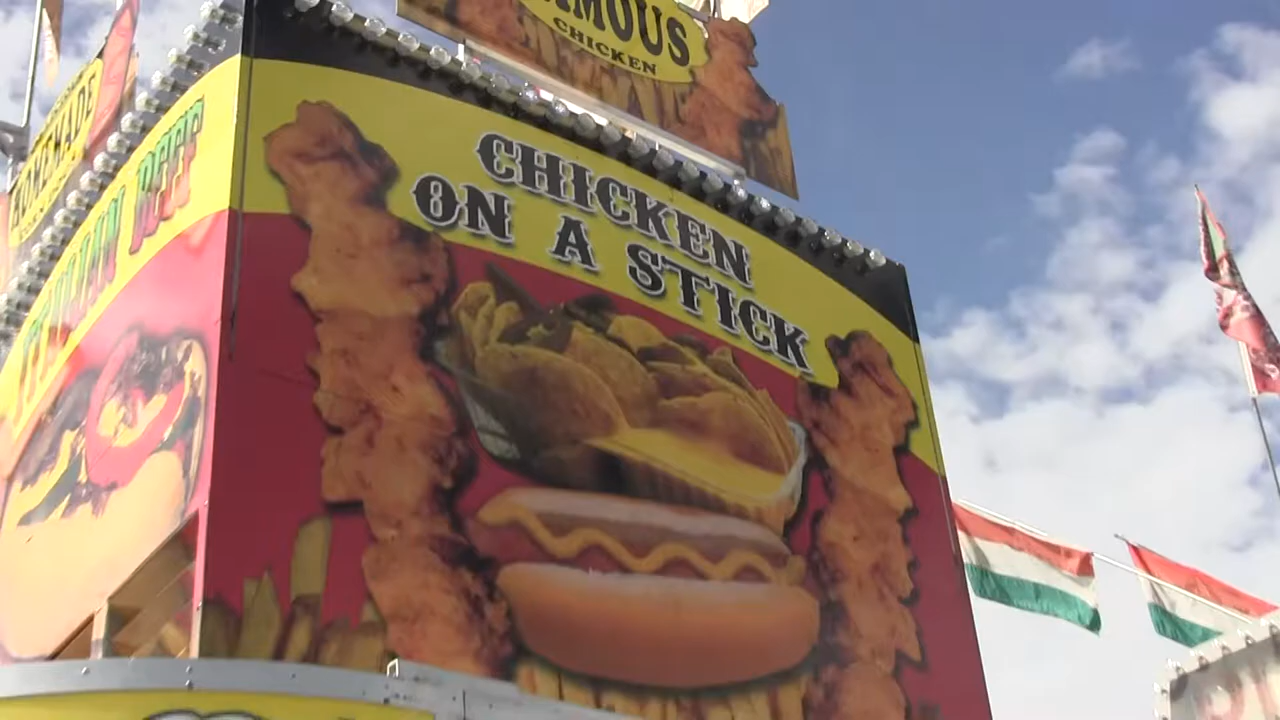 FAMOUS
CHICKEN
HOMEMADE
ITALIAN BEEF
CHICKEN
ON A STICK